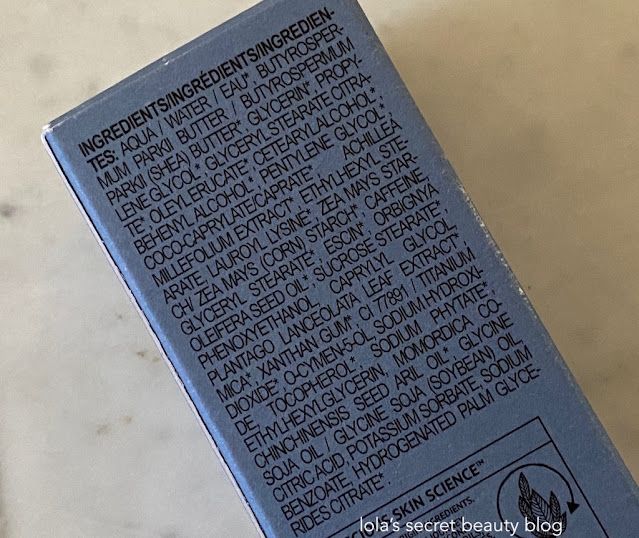 INGREDIENTS/INGRÉDIENTS/INGREDIEN-
TES: AQUA / WATER / EAU*, BUTYROSPER-
MUM PARKII BUTTER / BUTYROSPERMUM
PARKII (SHEA) BUTTER*, GLYCERIN*, PROPY-
LENE GLYCOL*, GLYCERYL STEARATE CITRA-
TE*, OLEYL ERUCATE*, CETEARYL ALCOHOL*,
BEHENYL ALCOHOL*, PENTYLENE GLYCOL*,
COCO-CAPRYLATE/CAPRATE*, ACHILLEA
MILLEFOLIUM EXTRACT*, ETHYLHEXYL STE-
ARATE, LAUROYL LYSINE*, ZEA MAYS STAR-
CH/ ZEA MAYS (CORN) STARCH*, CAFFEINE,
GLYCERYL STEARATE*, ESCIN*, ORBIGNYA
OLEIFERA SEED OIL*, SUCROSE STEARATE*,
PHENOXYETHANOL, CAPRYLYL GLYCOL,
PLANTAGO LANCEOLATA LEAF EXTRACT*,
MICA*, XANTHAN GUM*, CI 77891 / TITANIUM
DIOXIDE*, O-CYMEN-5-OL, SODIUM HYDROXI-
DE, TOCOPHEROL*, SODIUM PHYTATE*,
ETHYLHEXYLGLYCERIN, MOMORDICA CO-
CHINCHINENSIS SEED ARIL OIL*, GLYCINE
SOJA OIL / GLYCINE SOJA (SOYBEAN) OIL,
CITRIC ACID, POTASSIUM SORBATE, SODIUM
BENZOATE, HYDROGENATED PALM GLYCE-
RIDES CITRATE*.
SKIN SCIENCE™
lola's secret beauty blog